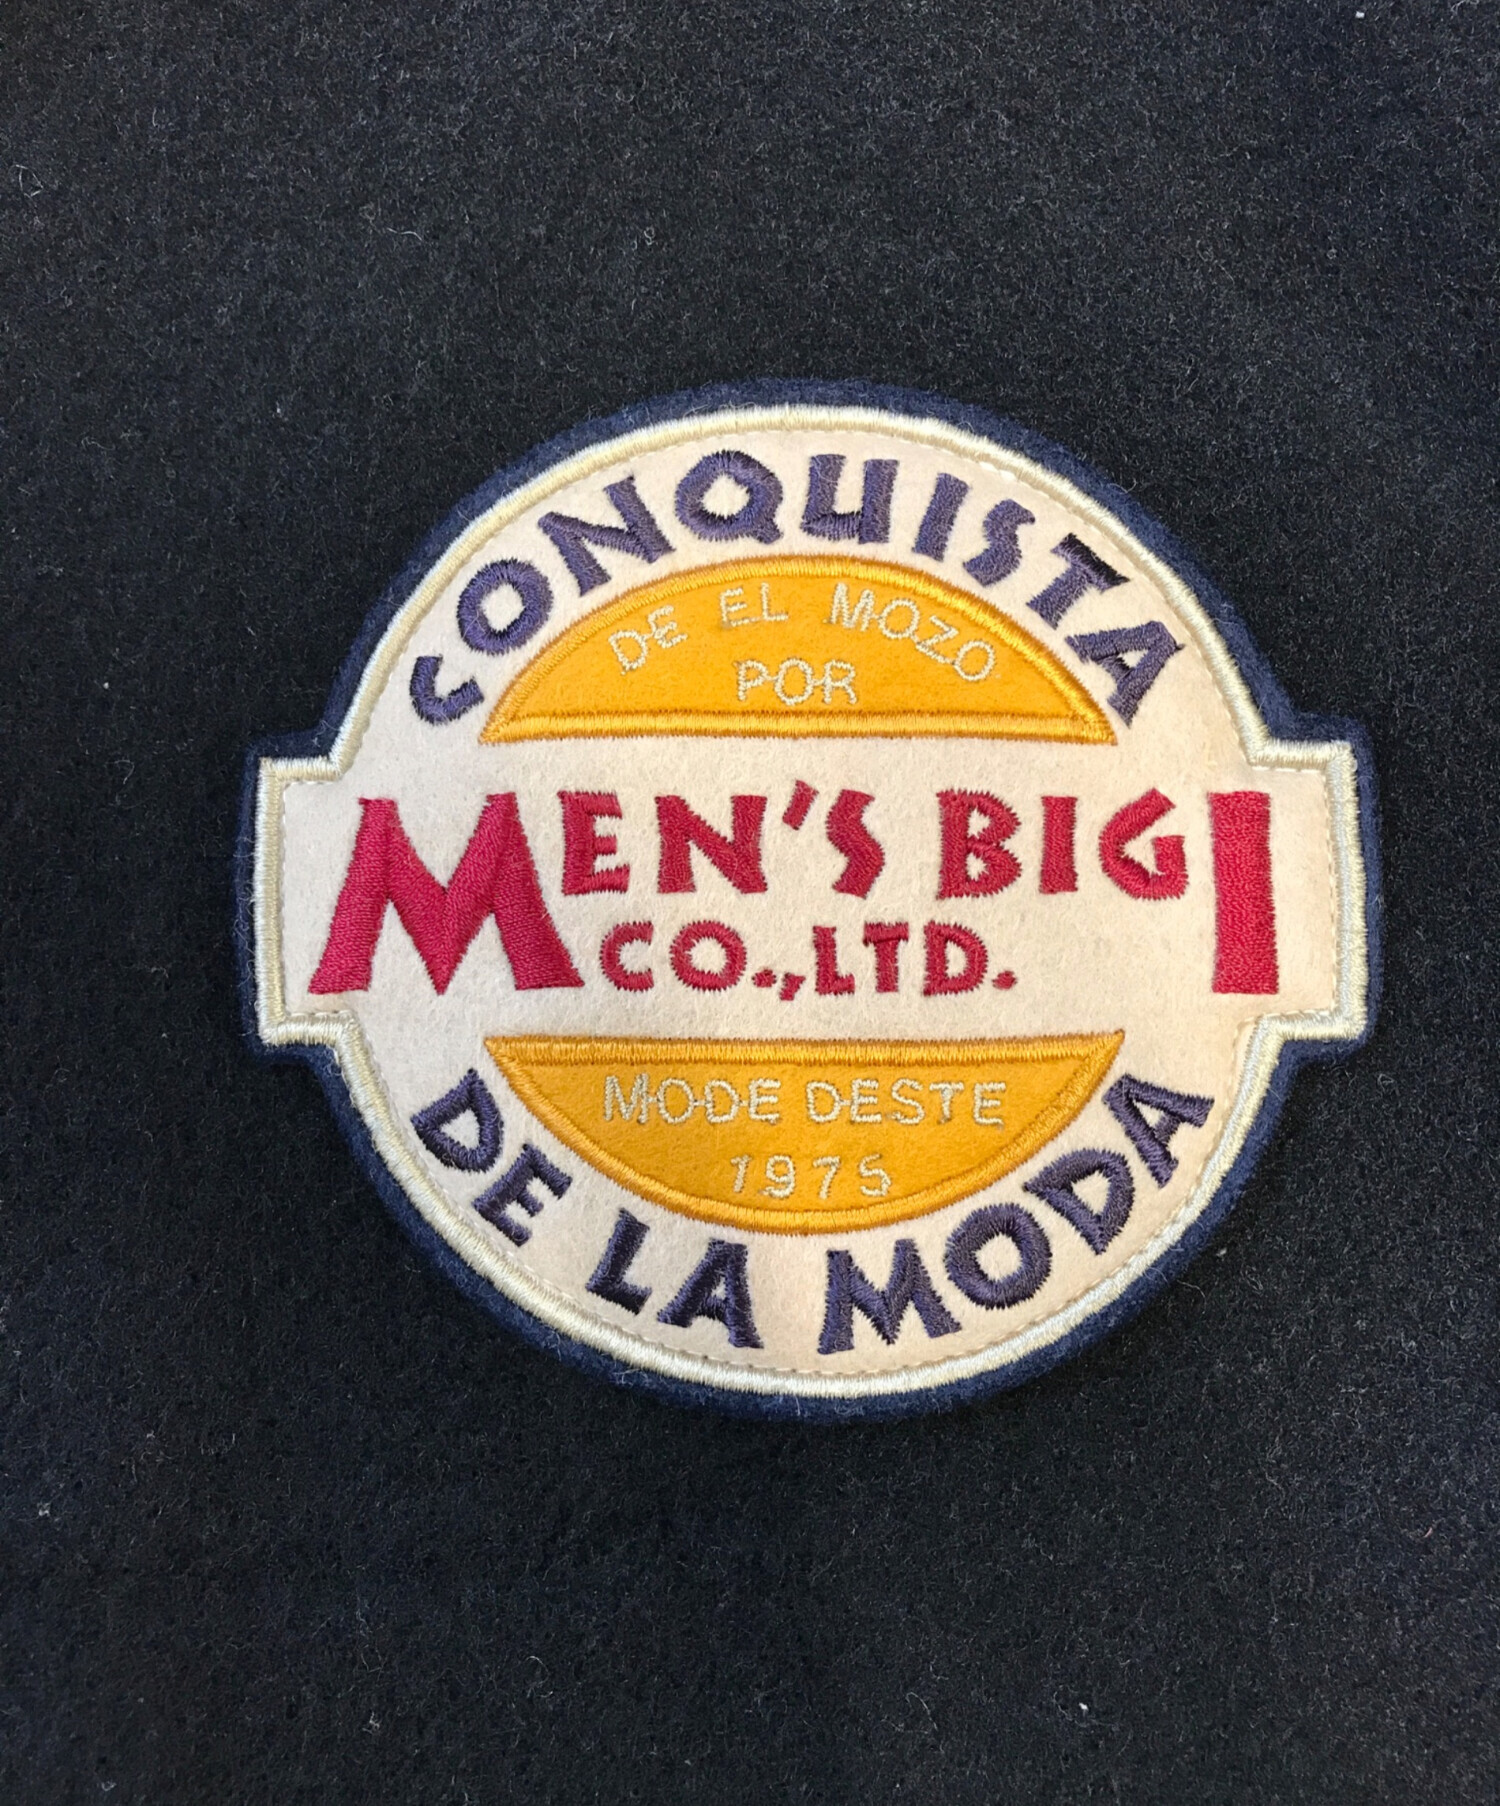 CONQUISTA
DE EL MOZO
POR
MEN'S BIGI
CO.,LTD.
MODE DESTE
1975
DE LA MODA